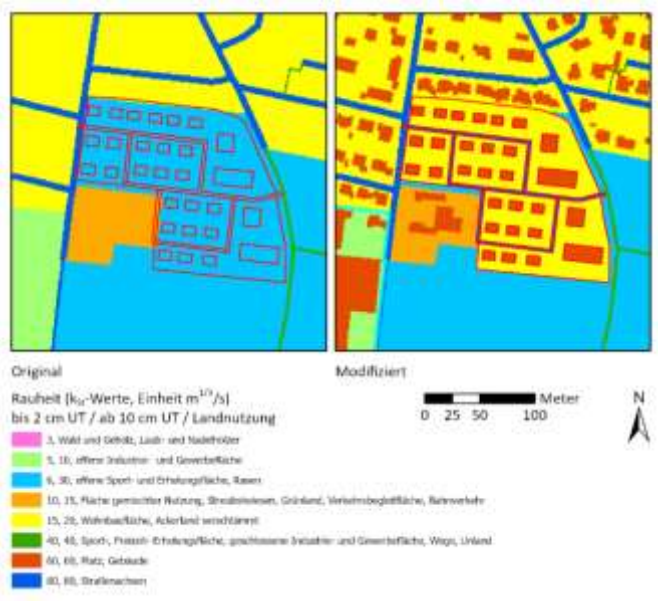 Original
Modifiziert
Rauheit (kst-Werte, Einheit m1/3/s)
bis 2 cm UT / ab 10 cm UT / Landnutzung
Meter
0 25 50 100
N
3, Wald und Gehölz, Laub- und Nadelhölzer
5, 10, offene Industrie- und Gewerbefläche
6, 30, offene Sport- und Erholungsfläche, Rasen
10, 15, Fläche gemischter Nutzung, Streuobstwiesen, Grünland, Verkehrsbegleitfläche, Bahnverkehr
15, 20, Wohnbaufläche, Ackerland verschlämmt
40, 40, Sport-, Freizeit- Erholungsfläche, geschlossene Industrie- und Gewerbefläche, Wege, Unland
60, 60, Platz, Gebäude
80, 80, Straßenachsen